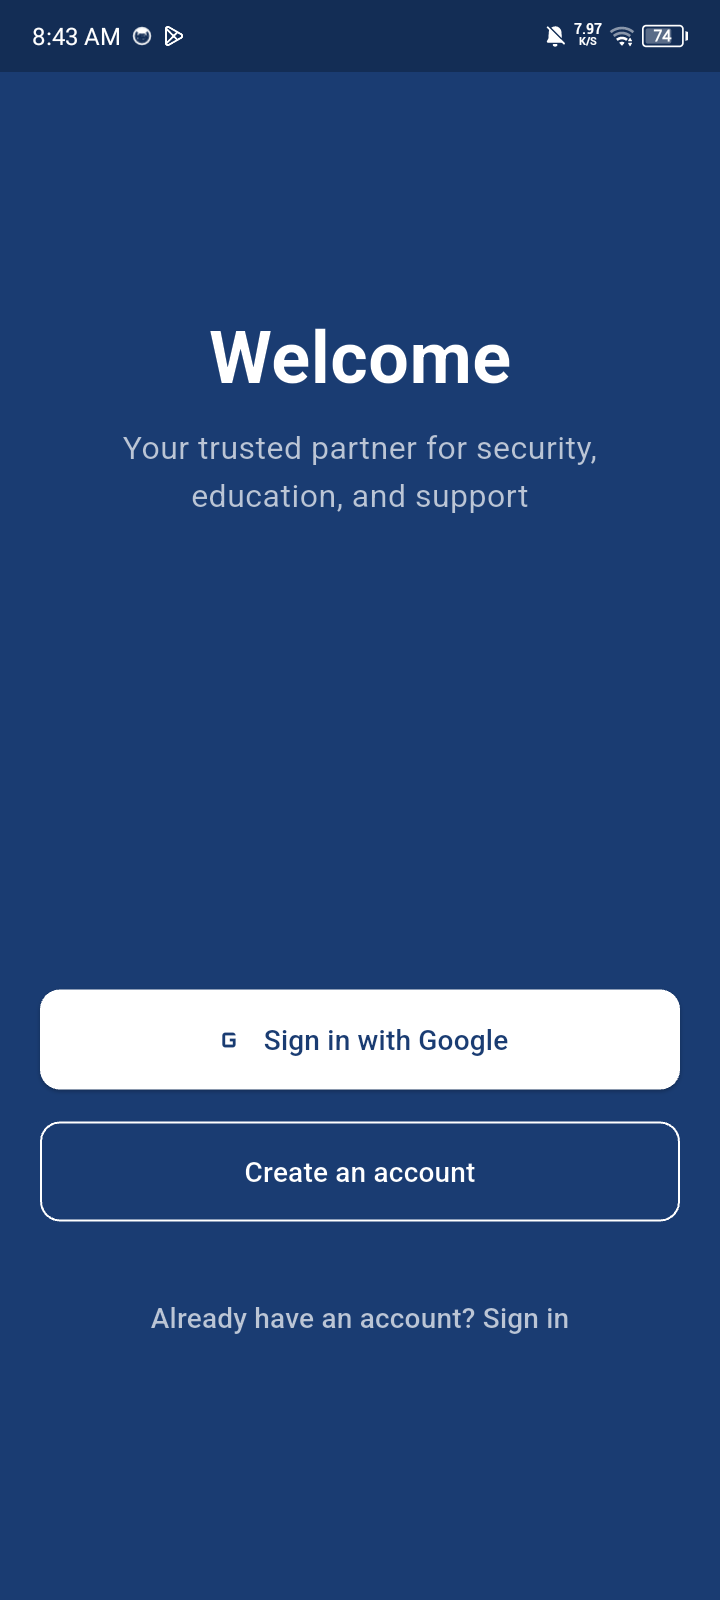 8:43 AM
7.97
K/S
74
Welcome
Your trusted partner for security,
education, and support
G Sign in with Google
Create an account
Already have an account? Sign in